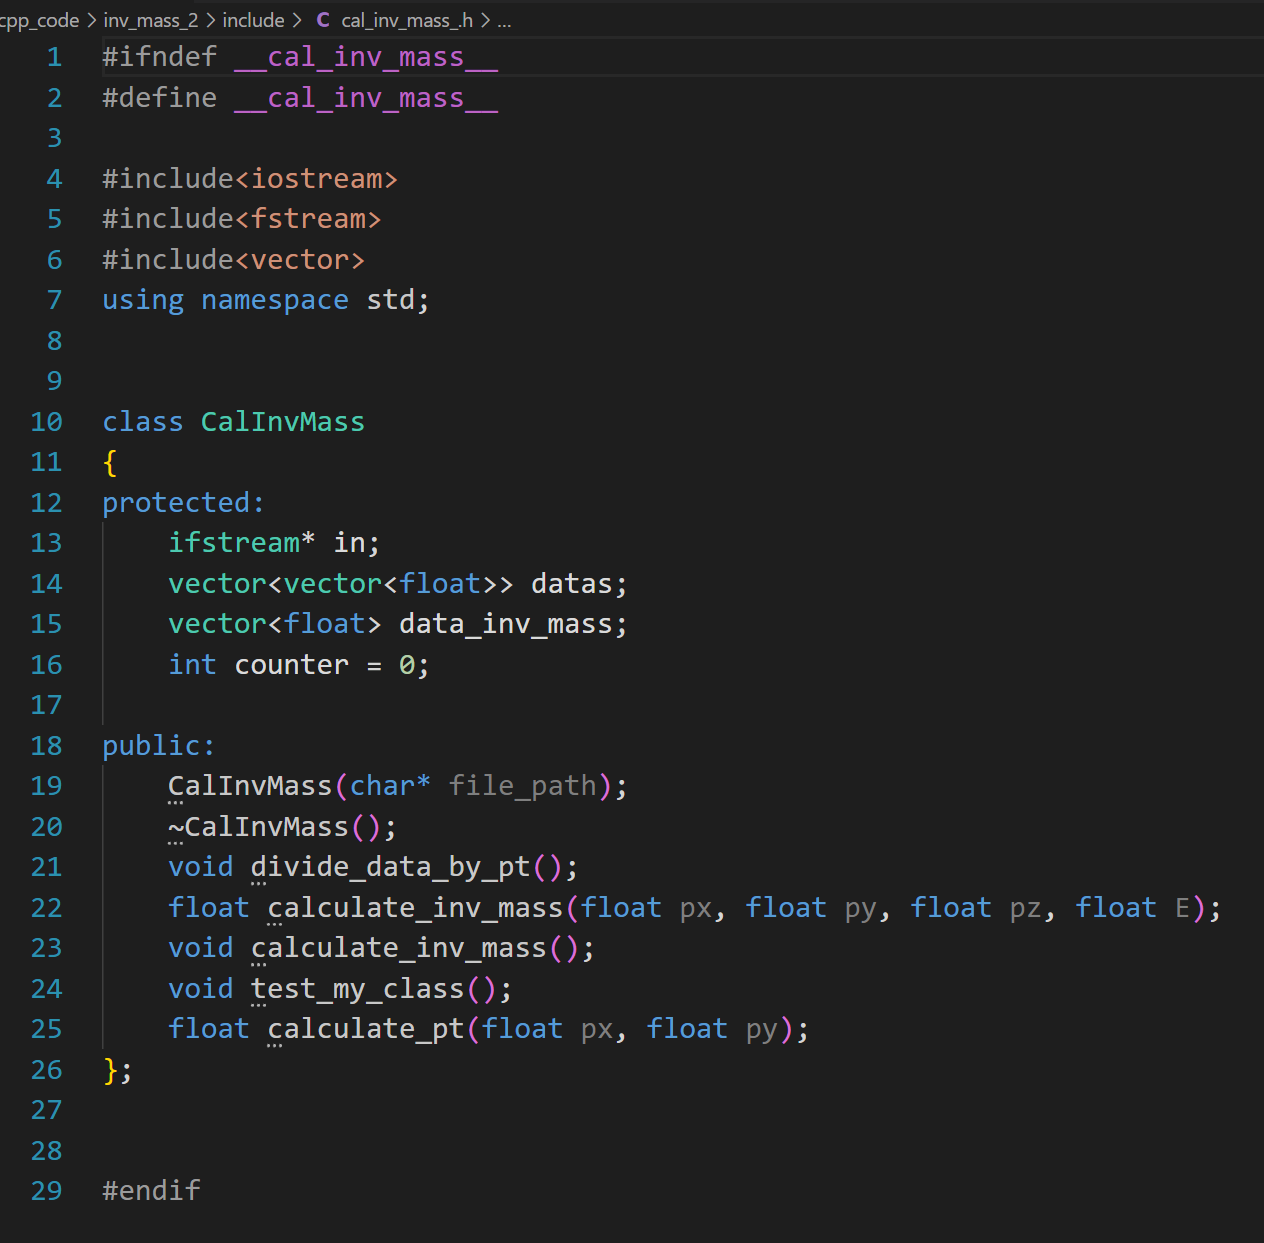 cpp_code > inv_mass_2 > include > C cal_inv_mass_.h > ...
1 #ifndef __cal_inv_mass__
2 #define __cal_inv_mass__
3
4 #include<iostream>
5 #include<fstream>
6 #include<vector>
7 using namespace std;
8
9
10 class CalInvMass
11 {
12 protected:
13     ifstream* in;
14     vector<vector<float>> datas;
15     vector<float> data_inv_mass;
16     int counter = 0;
17
18 public:
19     CalInvMass(char* file_path);
20     ~CalInvMass();
21     void divide_data_by_pt();
22     float calculate_inv_mass(float px, float py, float pz, float E);
23     void calculate_inv_mass();
24     void test_my_class();
25     float calculate_pt(float px, float py);
26 };
27
28
29 #endif